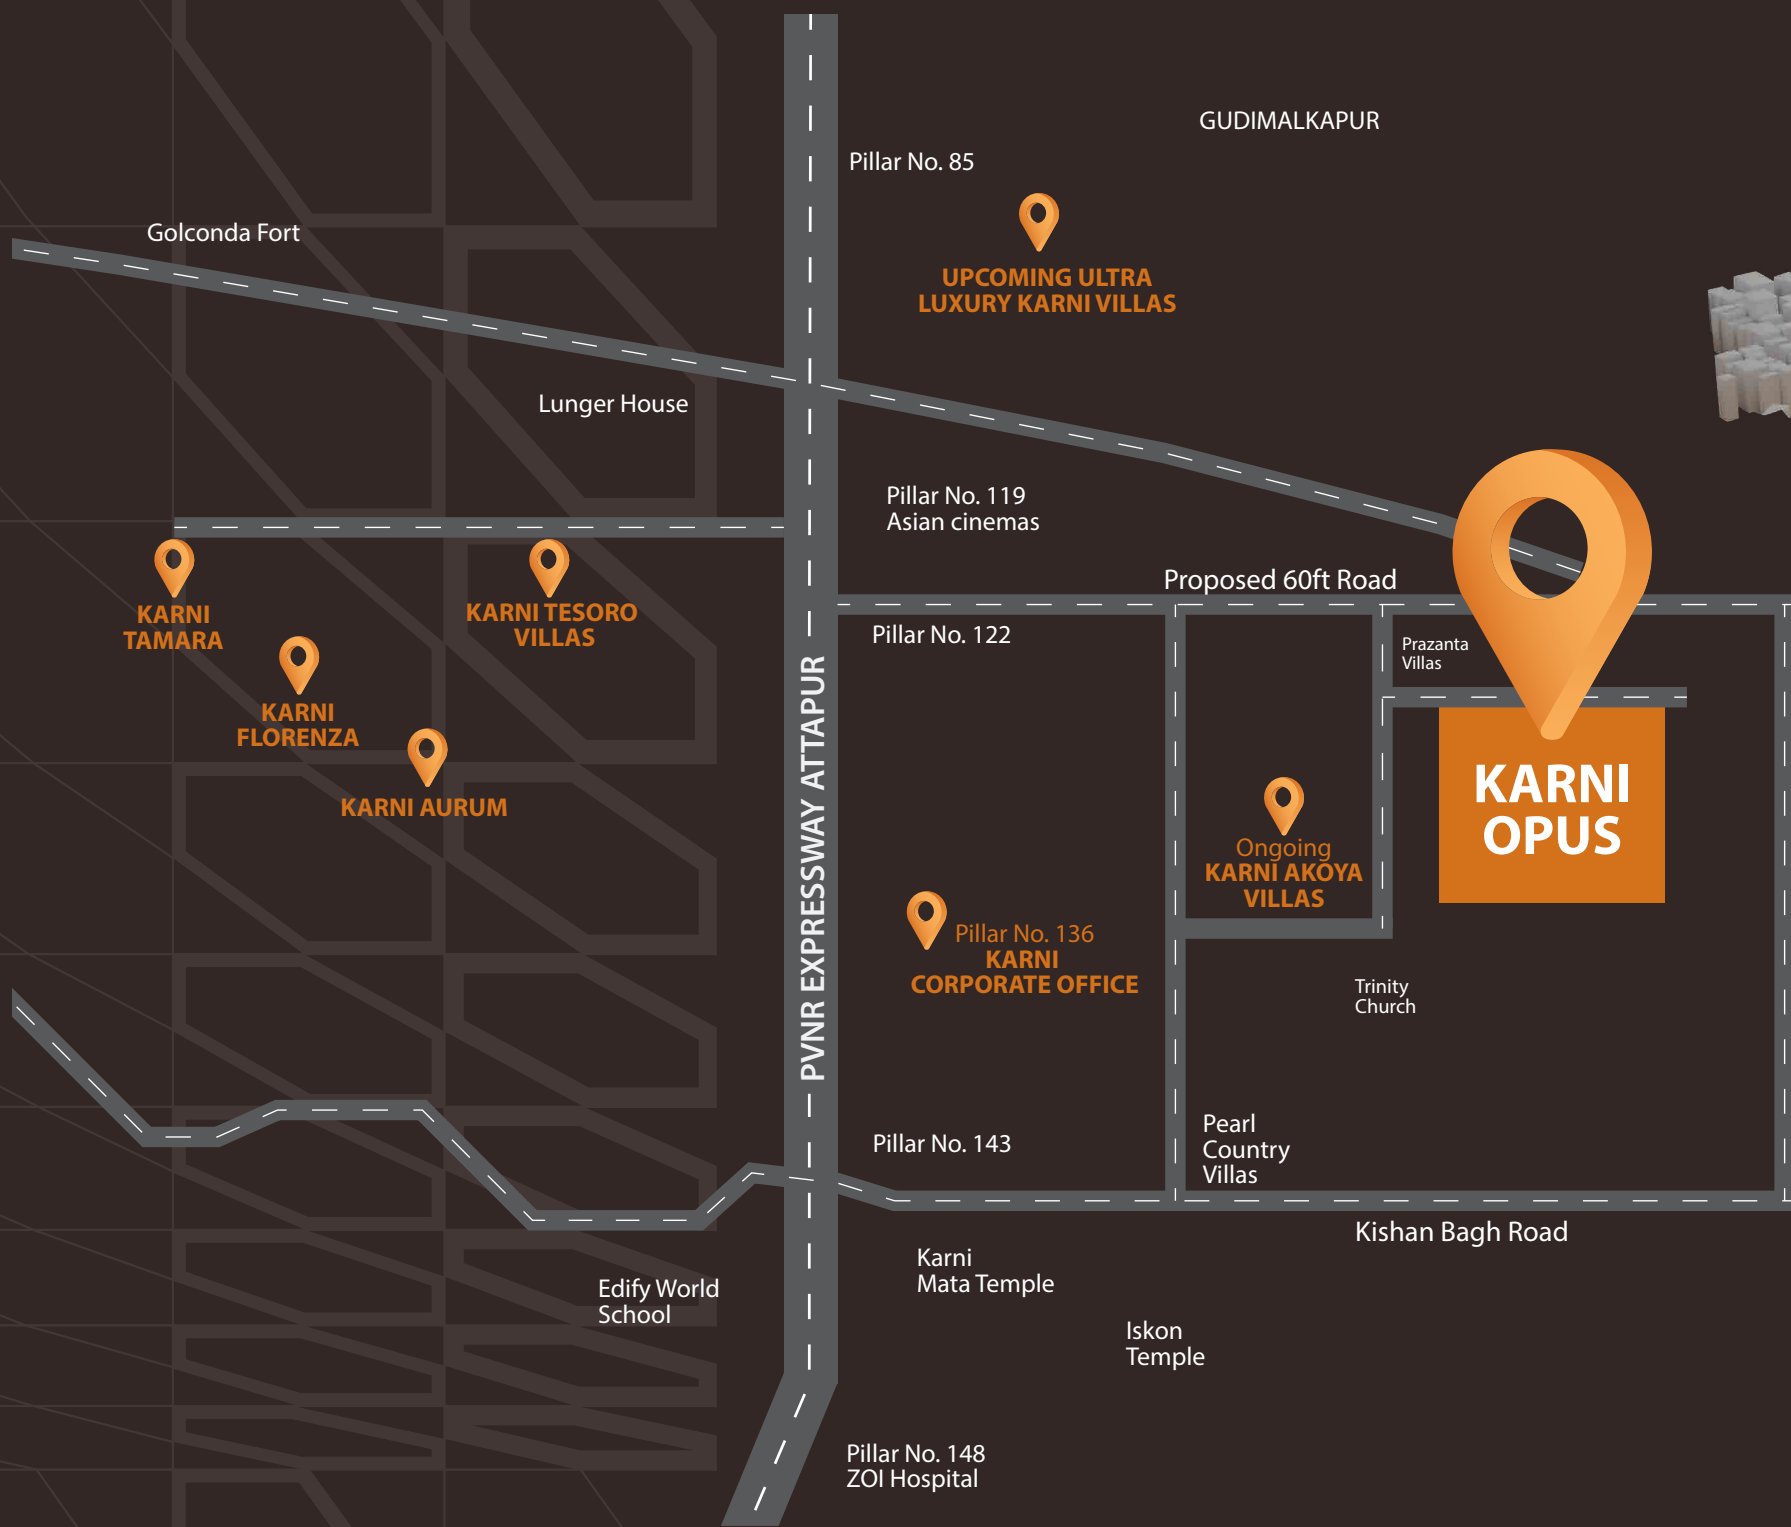 GUDIMALKAPUR
Pillar No. 85
Golconda Fort
UPCOMING ULTRA
LUXURY KARNI VILLAS
Lunger House
Pillar No. 119
Asian cinemas
Proposed 60ft Road
KARNI
TAMARA
KARNI TESORO
VILLAS
Pillar No. 122
Prazanta
Villas
KARNI
FLORENZA
KARNI AURUM
PVNR EXPRESSWAY ATTAPUR
KARNI
OPUS
Ongoing
KARNI AKOYA
VILLAS
Pillar No. 136
KARNI
CORPORATE OFFICE
Trinity
Church
Pearl
Country
Villas
Pillar No. 143
Kishan Bagh Road
Karni
Mata Temple
Edify World
School
Iskon
Temple
Pillar No. 148
ZOI Hospital